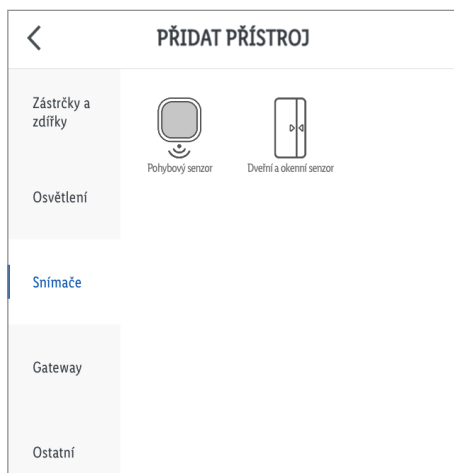 PŘIDAT PŘÍSTROJ
Zástrčky a
zdířky
Pohybový senzor
Dveřní a okenní senzor
Osvětlení
Snímače
Gateway
Ostatní